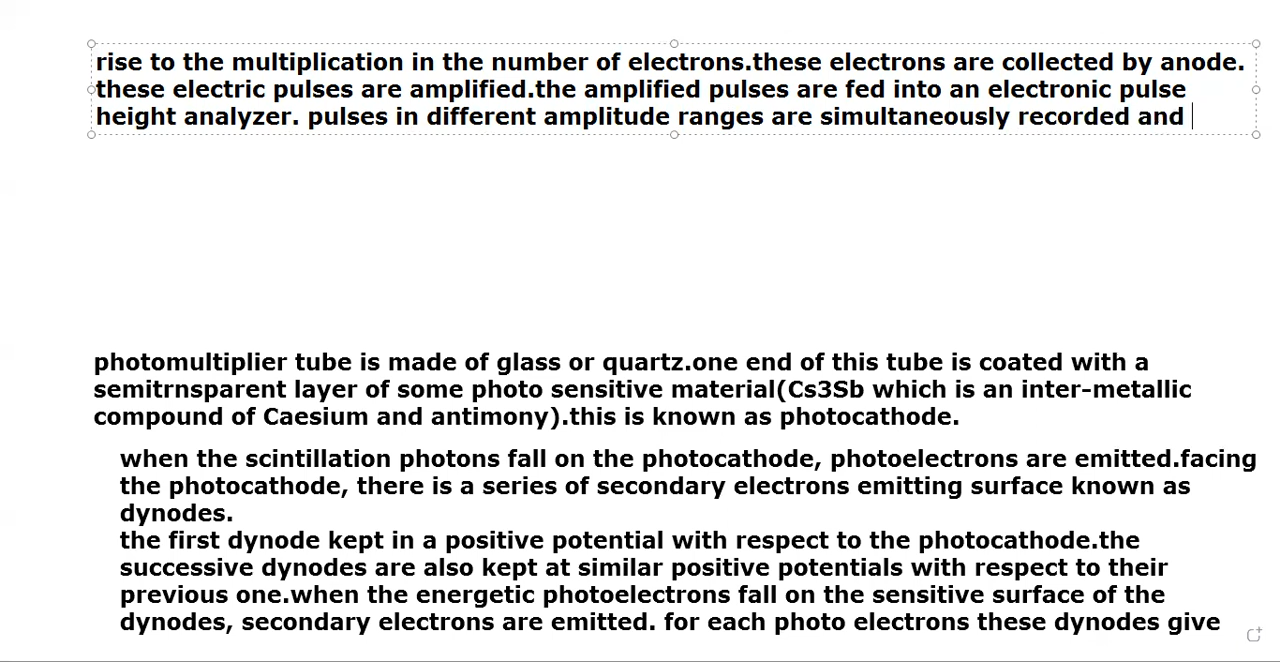 rise to the multiplication in the number of electrons.these electrons are collected by anode.
these electric pulses are amplified.the amplified pulses are fed into an electronic pulse
height analyzer. pulses in different amplitude ranges are simultaneously recorded and
photomultiplier tube is made of glass or quartz.one end of this tube is coated with a
semitrnsparent layer of some photo sensitive material(Cs3Sb which is an inter-metallic
compound of Caesium and antimony).this is known as photocathode.
when the scintillation photons fall on the photocathode, photoelectrons are emitted.facing
the photocathode, there is a series of secondary electrons emitting surface known as
dynodes.
the first dynode kept in a positive potential with respect to the photocathode.the
successive dynodes are also kept at similar positive potentials with respect to their
previous one.when the energetic photoelectrons fall on the sensitive surface of the
dynodes, secondary electrons are emitted. for each photo electrons these dynodes give